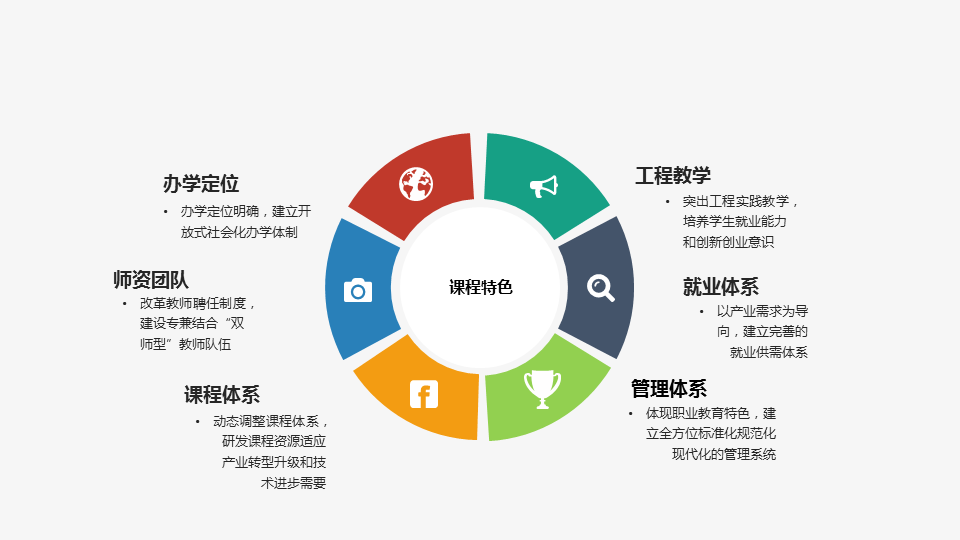 办学定位
• 办学定位明确，建立开
放式社会化办学体制
师资团队
• 改革教师聘任制度，
建设专兼结合“双
师型”教师队伍
课程体系
• 动态调整课程体系，
研发课程资源适应
产业转型升级和技
术进步需要
课程特色
工程教学
• 突出工程实践教学，
培养学生就业能力
和创新创业意识
就业体系
• 以产业需求为导
向，建立完善的
就业供需体系
管理体系
• 体现职业教育特色，建
立全方位标准化规范化
现代化的管理系统